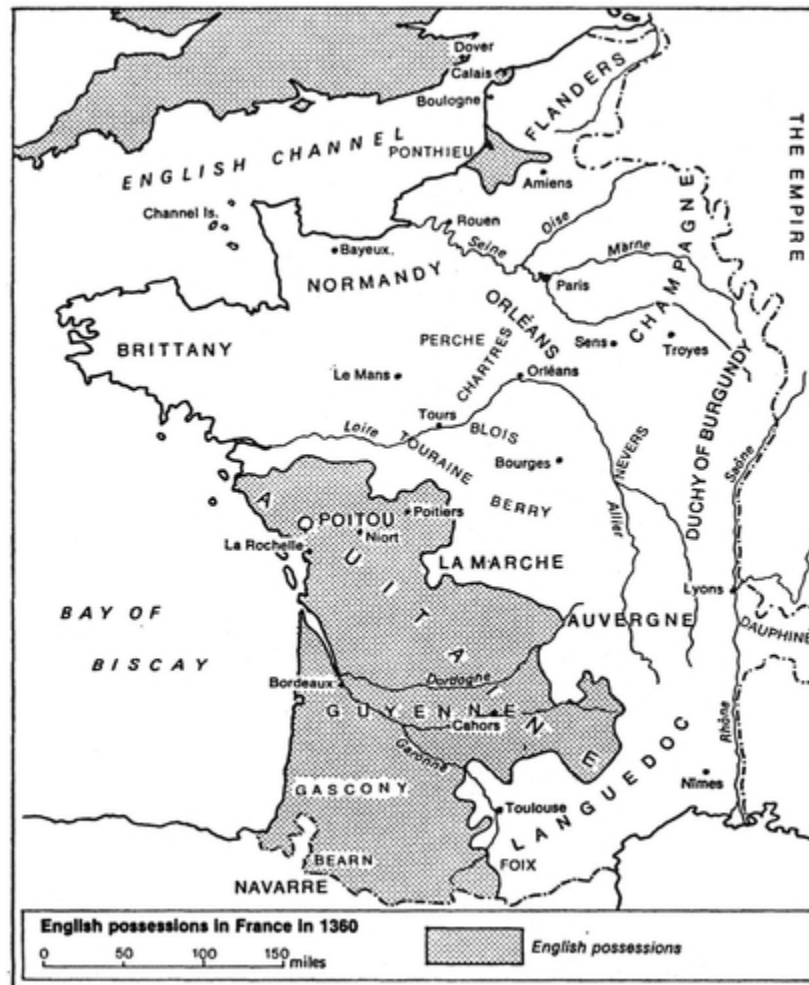 Dover
Calais
Boulogne
FLANDERS
THE EMPIRE
ENGLISH CHANNEL
PONTHIEU
Amiens
Channel Is.
Rouen
Oise
Bayeux.
Seine
Marne
CHAMPAGNE
NORMANDY
Paris
ORLÉANS
PERCHE
CHARTRES
Sens
Troyes
BRITTANY
Le Mans
Orléans
Tours
BLOIS
Loire
TOURAINE
Bourges
NEVERS
DUCHY OF BURGUNDY
Saône
BERRY
Allier
AQUITAINE
POITOU
Poitiers
Niort
La Rochelle
LA MARCHE
Lyons
AUVERGNE
DAUPHINÉ
BAY OF
BISCAY
Dordogne
Bordeaux
GUYENNE
Cahors
Garonne
Rhône
LANGUEDOC
Nîmes
GASCONY
Toulouse
BEARN
FOIX
NAVARRE
English possessions in France in 1360
0 50 100 150 miles
English possessions